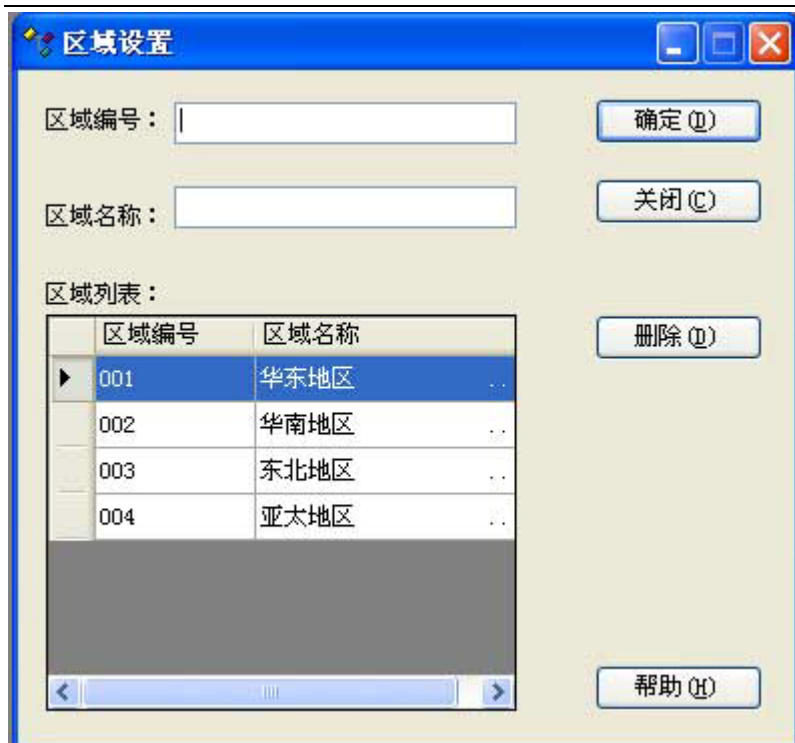 区域设置
区域编号：
确定(D)
区域名称：
关闭(C)
区域列表：
区域编号 区域名称
删除(D)
001 华东地区 ..
002 华南地区 ..
003 东北地区 ..
004 亚太地区 ..
帮助(H)